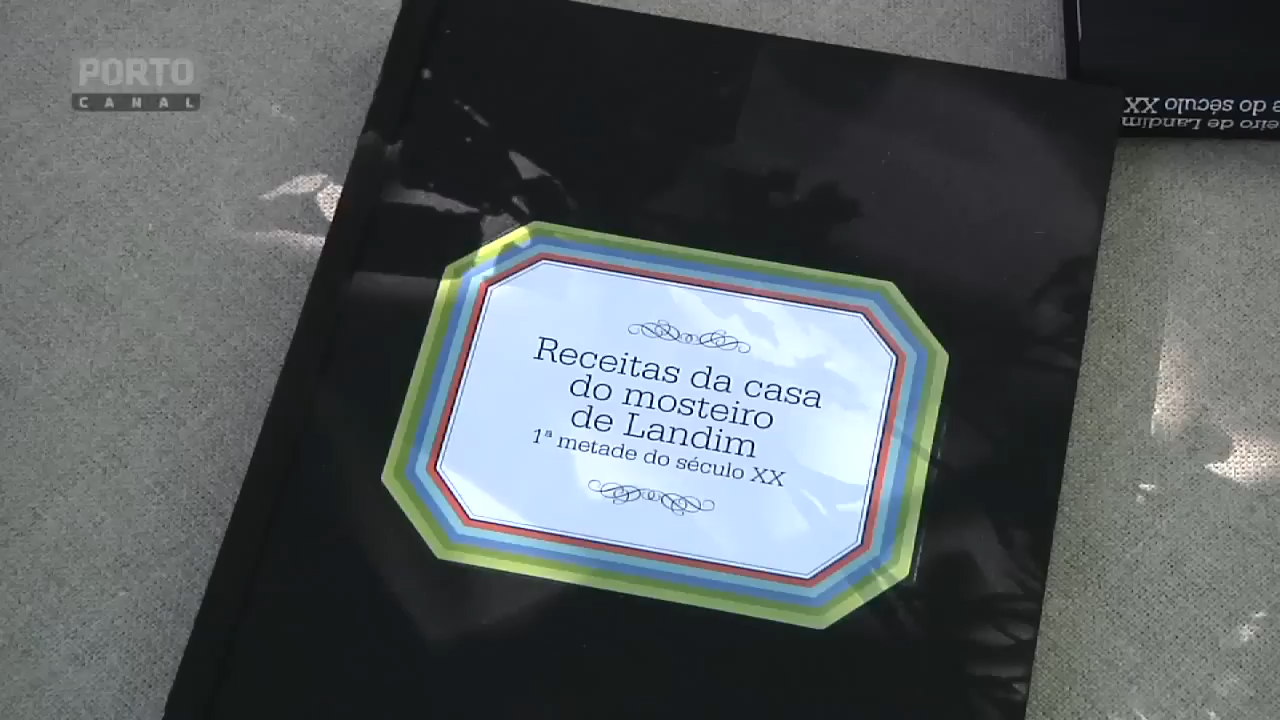 PORTO
CANAL
Receitas da casa
do mosteiro
de Landim
1ª metade do século XX
eiro de Landim
e do século XX